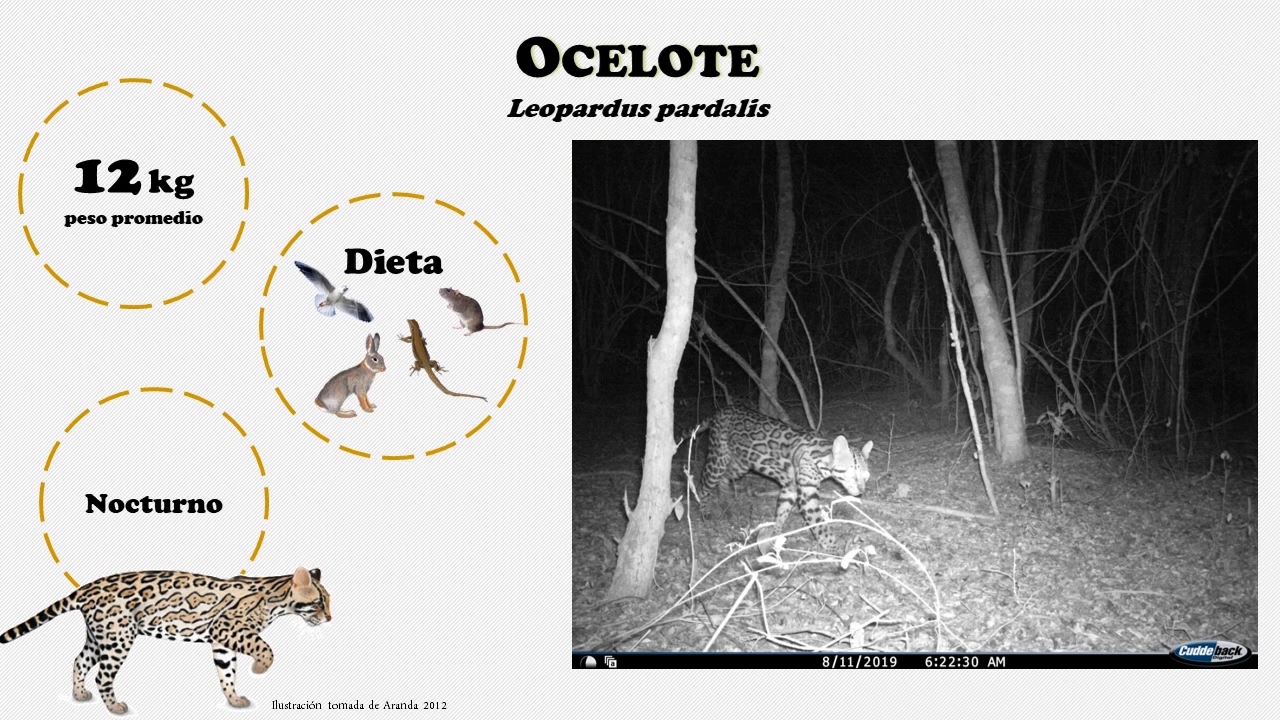 OCELOTE
Leopardus pardalis
12 kg
peso promedio
Dieta
Nocturno
8/11/2019 6:22:30 AM
Cuddeback
Digital
Ilustración tomada de Aranda 2012